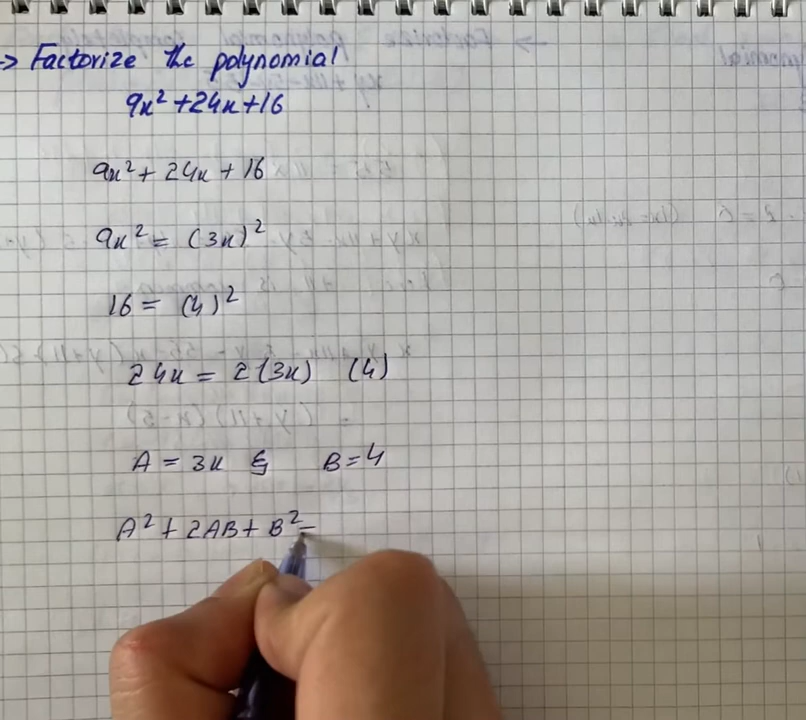 -> Factorize the polynomial
9x² + 24x + 16
9x² + 24x + 16
9x² = (3x)²
16 = (4)²
24x = 2(3x) (4)
A = 3x & B = 4
A² + 2AB + B² =